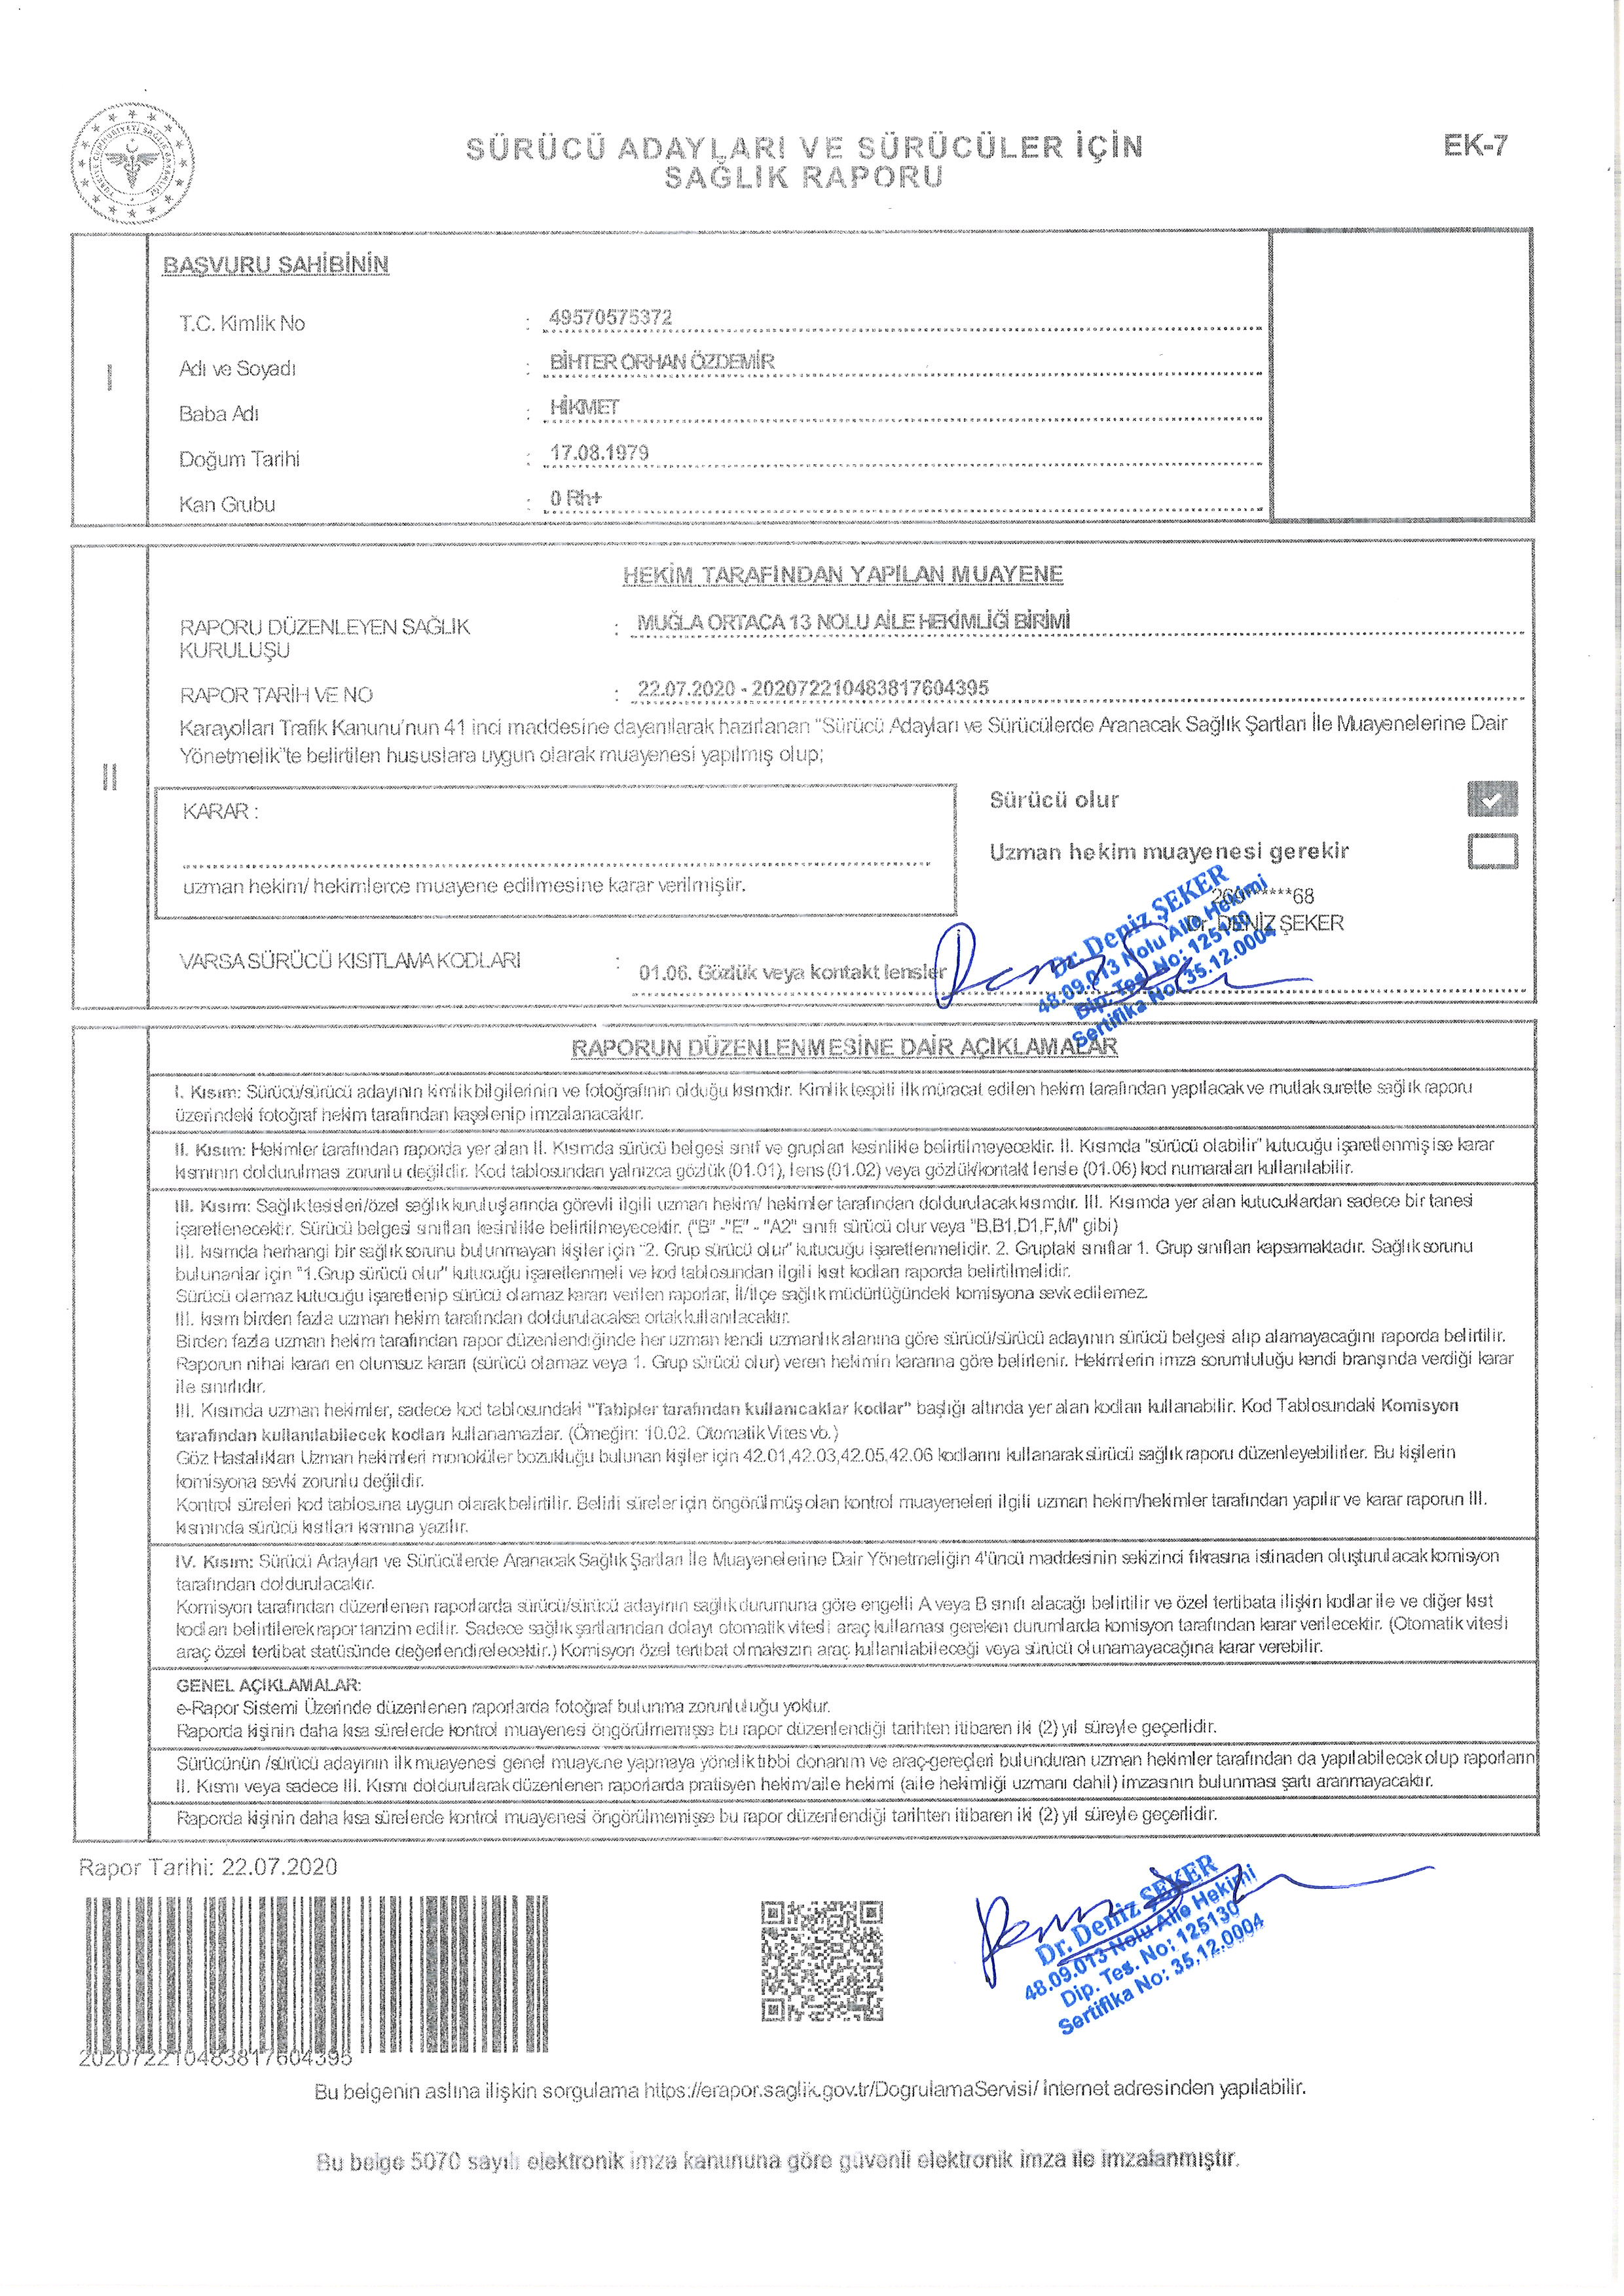 SÜRÜCÜ ADAYLARI VE SÜRÜCÜLER İÇİN
SAĞLIK RAPORU
EK-7
BAŞVURU SAHİBİNİN
T.C. Kimlik No : 49570575372
Adı ve Soyadı : BİHTER ORHAN ÖZDEMİR
Baba Adı : HİKMET
Doğum Tarihi : 17.08.1979
Kan Grubu : 0 Rh+
I
HEKİM TARAFINDAN YAPILAN MUAYENE
RAPORU DÜZENLEYEN SAĞLIK : MUĞLA ORTACA 13 NOLU AİLE HEKİMLİĞİ BİRİMİ
KURULUŞU
RAPOR TARİH VE NO : 22.07.2020 - 202072210483817604395
Karayolları Trafik Kanunu'nun 41 inci maddesine dayanılarak hazırlanan "Sürücü Adayları ve Sürücülerde Aranacak Sağlık Şartları İle Muayenelerine Dair
Yönetmelik"te belirtilen hususlara uygun olarak muayenesi yapılmış olup;
II
KARAR :
uzman hekim/ hekimlerce muayene edilmesine karar verilmiştir.
Sürücü olur
Uzman hekim muayenesi gerekir
269*****68
Dr. DENİZ ŞEKER
Dr. Deniz ŞEKER
48.09.013 Nolu Aile Hekimi
Dip. Tes. No: 125130
Sertifika No: 35.12.0004
VARSA SÜRÜCÜ KISITLAMA KODLARI : 01.06. Gözlük veya kontakt lensler
RAPORUN DÜZENLENMESİNE DAİR AÇIKLAMALAR
I. Kısım: Sürücü/sürücü adayının kimlik bilgilerinin ve fotoğrafının olduğu kısımdır. Kimlik tespiti ilk müracat edilen hekim tarafından yapılacak ve mutlak surette sağlık raporu
üzerindeki fotoğraf hekim tarafından kaşelenip imzalanacaktır.
II. Kısım: Hekimler tarafından raporda yer alan II. Kısımda sürücü belgesi sınıf ve grupları kesinlikle belirtilmeyecektir. II. Kısımda "sürücü olabilir" kutucuğu işaretlenmiş ise karar
kısmının doldurulması zorunlu değildir. Kod tablosundan yalnızca gözlük (01.01), lens (01.02) veya gözlük/kontakt lensle (01.06) kod numaraları kullanılabilir.
III. Kısım: Sağlık tesisleri/özel sağlık kuruluşlarında görevli ilgili uzman hekim/ hekimler tarafından doldurulacak kısımdır. III. Kısımda yer alan kutucuklardan sadece bir tanesi
işaretlenecektir. Sürücü belgesi sınıfları kesinlikle belirtilmeyecektir. ("B" -"E" - "A2" sınıfı sürücü olur veya "B,B1,D1,F,M" gibi)
III. kısımda herhangi bir sağlık sorunu bulunmayan kişiler için "2. Grup sürücü olur" kutucuğu işaretlenmelidir. 2. Gruptaki sınıflar 1. Grup sınıfları kapsamaktadır. Sağlık sorunu
bulunanlar için "1.Grup sürücü olur" kutucuğu işaretlenmeli ve kod tablosundan ilgili kısıt kodları raporda belirtilmelidir.
Sürücü olamaz kutucuğu işaretlenip sürücü olamaz kararı verilen raporlar, İl/ilçe sağlık müdürlüğündeki komisyona sevk edilemez.
III. kısım birden fazla uzman hekim tarafından doldurulacaksa ortak kullanılacaktır.
Birden fazla uzman hekim tarafından rapor düzenlendiğinde her uzman kendi uzmanlık alanına göre sürücü/sürücü adayının sürücü belgesi alıp alamayacağını raporda belirtilir.
Raporun nihai kararı en olumsuz kararı (sürücü olamaz veya 1. Grup sürücü olur) veren hekimin kararına göre belirlenir. Hekimlerin imza sorumluluğu kendi branşında verdiği karar
ile sınırlıdır.
III. Kısımda uzman hekimler, sadece kod tablosundaki "Tabipler tarafından kullanıcaklar kodlar" başlığı altında yer alan kodları kullanabilir. Kod Tablosundaki Komisyon
tarafından kullanılabilecek kodları kullanamazlar. (Örneğin: 10.02. Otomatik Vites vb.)
Göz Hastalıkları Uzman hekimleri monoküler bozukluğu bulunan kişiler için 42.01,42.03,42.05,42.06 kodlarını kullanarak sürücü sağlık raporu düzenleyebilirler. Bu kişilerin
komisyona sevki zorunlu değildir.
Kontrol süreleri kod tablosuna uygun olarak belirtilir. Belirli süreler için öngörülmüş olan kontrol muayeneleri ilgili uzman hekim/hekimler tarafından yapılır ve karar raporun III.
kısmında sürücü kısıtları kısmına yazılır.
IV. Kısım: Sürücü Adayları ve Sürücülerde Aranacak Sağlık Şartları İle Muayenelerine Dair Yönetmeliğin 4'üncü maddesinin sekizinci fıkrasına istinaden oluşturulacak komisyon
tarafından doldurulacaktır.
Komisyon tarafından düzenlenen raporlarda sürücü/sürücü adayının sağlık durumuna göre engelli A veya B sınıfı alacağı belirtilir ve özel tertibata ilişkin kodlar ile ve diğer kısıt
kodları belirtilerek rapor tanzim edilir. Sadece sağlık şartlarından dolayı otomatik vitesli araç kullaması gereken durumlarda komisyon tarafından karar verilecektir. (Otomatik vitesli
araç özel tertibat statüsünde değerlendirelecektir.) Komisyon özel tertibat olmaksızın araç kullanılabileceği veya sürücü olunamayacağına karar verebilir.
GENEL AÇIKLAMALAR:
e-Rapor Sistemi Üzerinde düzenlenen raporlarda fotoğraf bulunma zorunluluğu yoktur.
Raporda kişinin daha kısa sürelerde kontrol muayenesi öngörülmemişse bu rapor düzenlendiği tarihten itibaren iki (2) yıl süreyle geçerlidir.
Sürücünün /sürücü adayının ilk muayenesi genel muayene yapmaya yönelik tıbbi donanım ve araç-gereçleri bulunduran uzman hekimler tarafından da yapılabilecek olup raporların
II. Kısmı veya sadece III. Kısmı doldurularak düzenlenen raporlarda pratisyen hekim/aile hekimi (aile hekimliği uzmanı dahil) imzasının bulunması şartı aranmayacaktır.
Raporda kişinin daha kısa sürelerde kontrol muayenesi öngörülmemişse bu rapor düzenlendiği tarihten itibaren iki (2) yıl süreyle geçerlidir.
Rapor Tarihi: 22.07.2020
202072210483817604395
Dr. Deniz ŞEKER
48.09.013 Nolu Aile Hekimi
Dip. Tes. No: 125130
Sertifika No: 35.12.0004
Bu belgenin aslına ilişkin sorgulama https://erapor.saglik.gov.tr/DogrulamaServisi/ internet adresinden yapılabilir.
Bu belge 5070 sayılı elektronik imza kanununa göre güvenli elektronik imza ile imzalanmıştır.